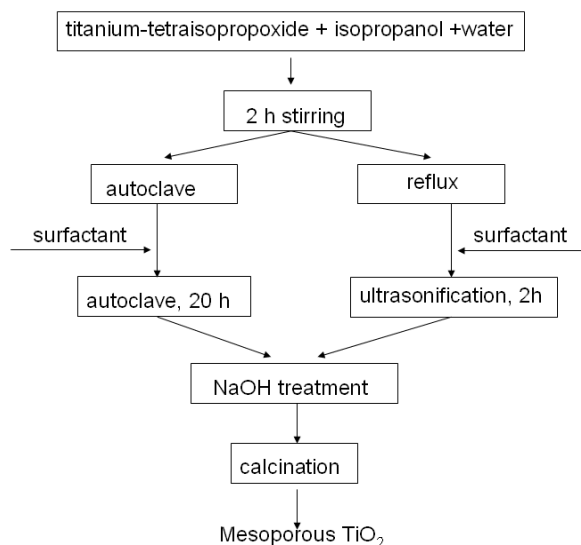 titanium-tetraisopropoxide + isopropanol +water
2 h stirring
autoclave
reflux
surfactant
surfactant
autoclave, 20 h
ultrasonification, 2h
NaOH treatment
calcination
Mesoporous TiO₂